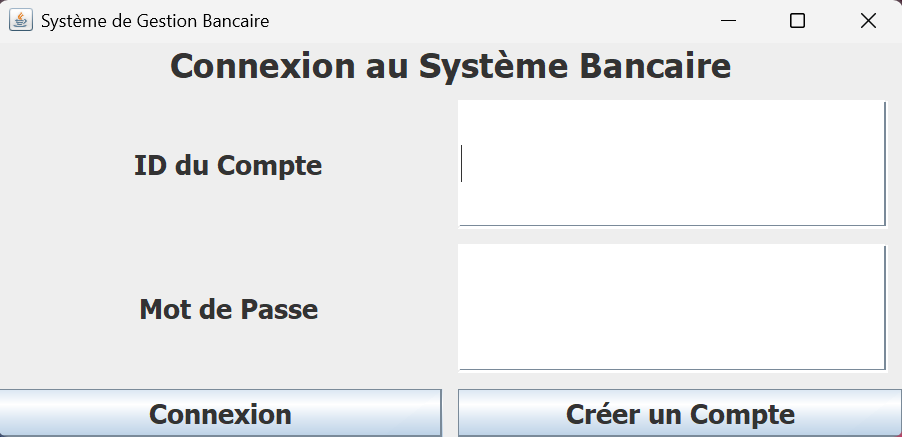 Système de Gestion Bancaire
Connexion au Système Bancaire
ID du Compte
Mot de Passe
Connexion
Créer un Compte